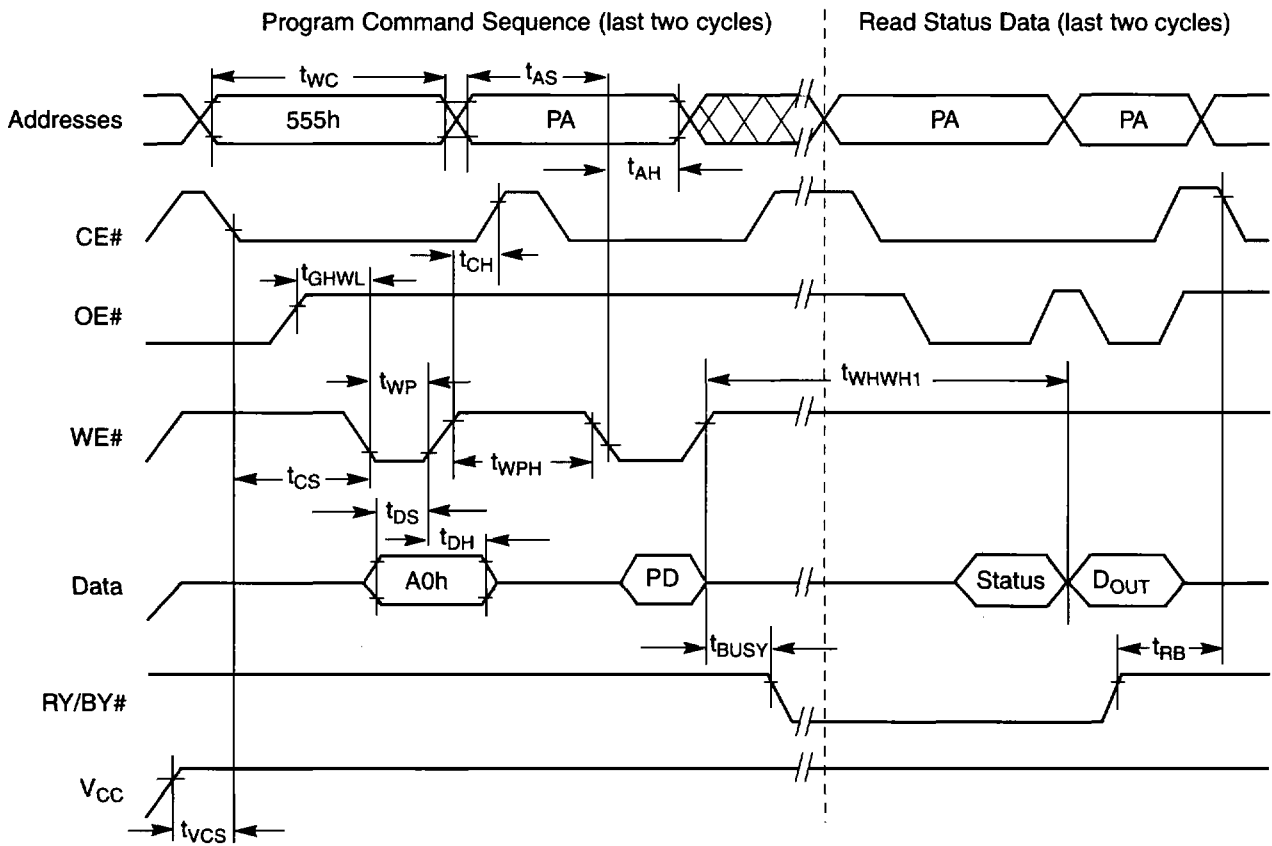 Program Command Sequence (last two cycles)
Read Status Data (last two cycles)
tWC
tAS
Addresses
555h
PA
PA
PA
tAH
CE#
tCH
tGHWL
OE#
tWP
tWHWH1
WE#
tCS
tWPH
tDS
tDH
Data
A0h
PD
Status
DOUT
tBUSY
tRB
RY/BY#
VCC
tVCS